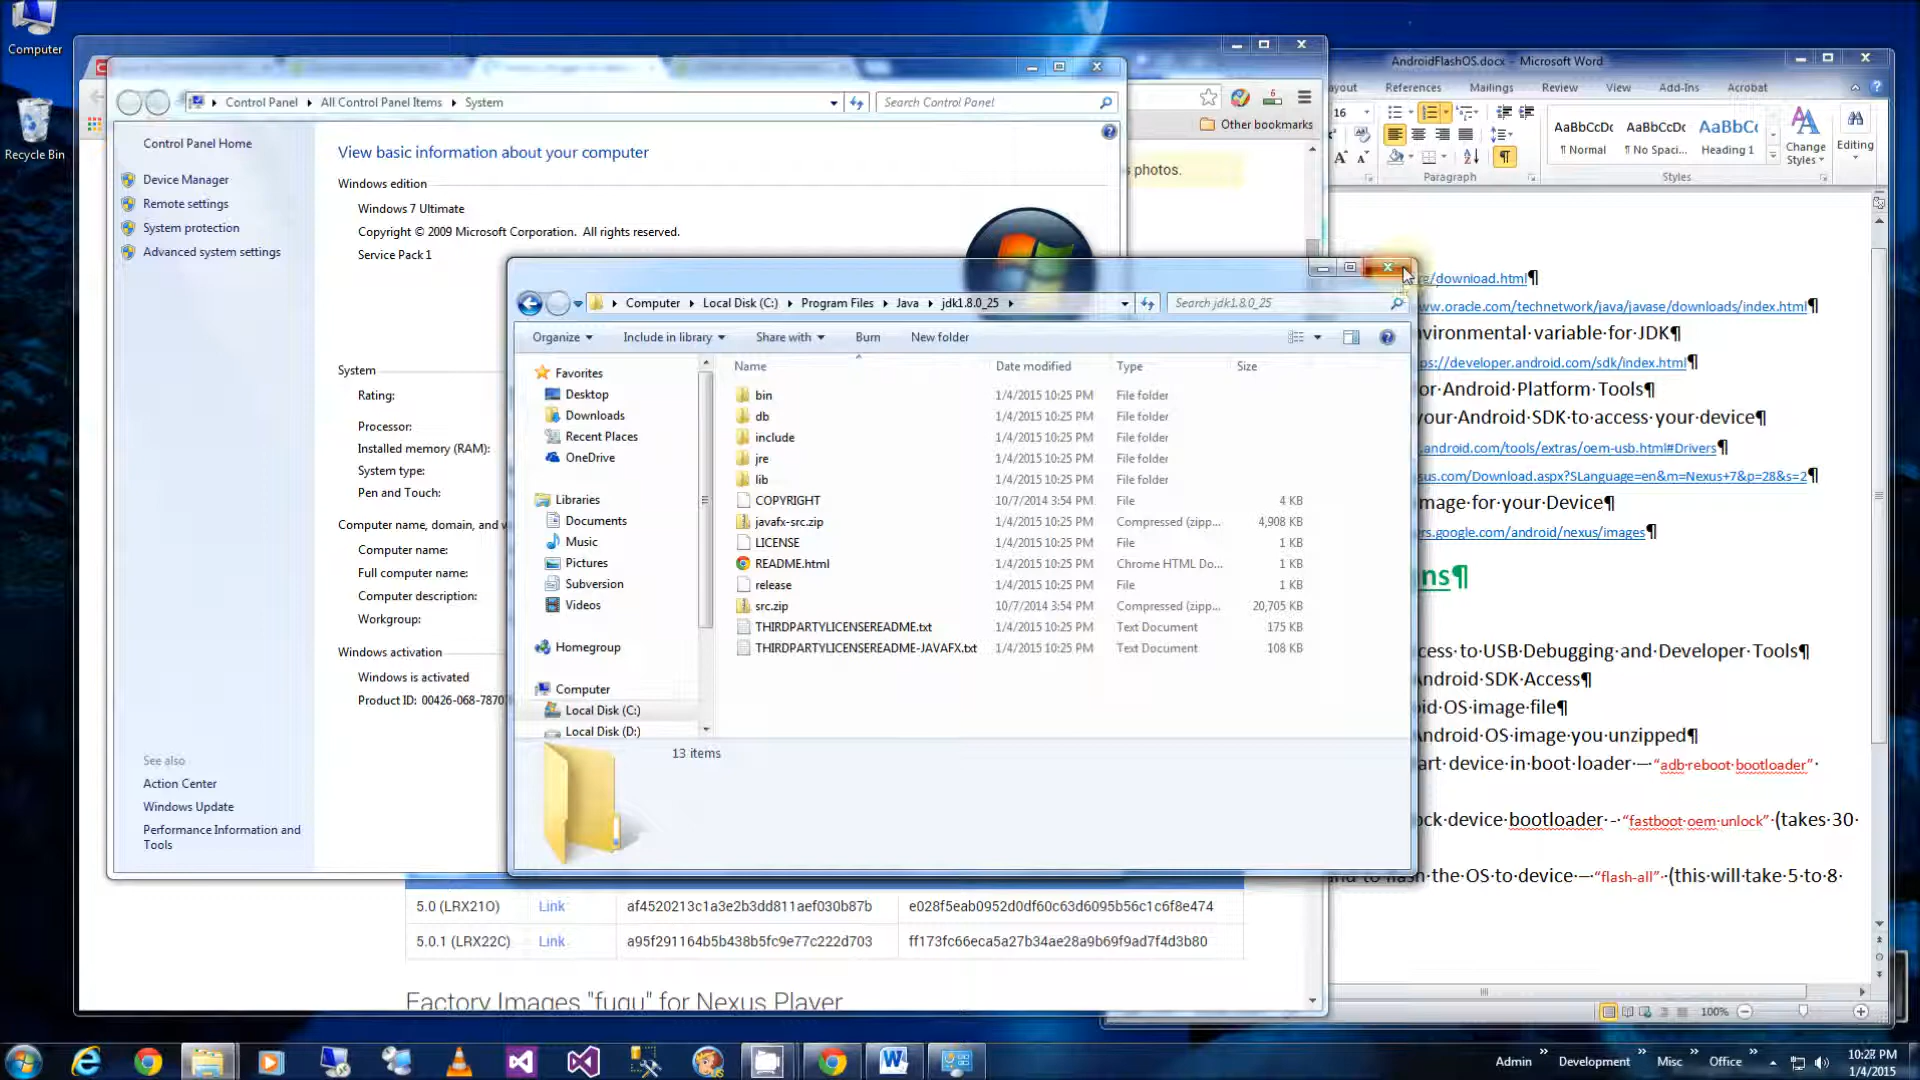 Computer
Recycle Bin
Control Panel
All Control Panel Items
System
Search Control Panel
Control Panel Home
Device Manager
Remote settings
System protection
Advanced system settings
See also
Action Center
Windows Update
Performance Information and
Tools
View basic information about your computer
Windows edition
Windows 7 Ultimate
Copyright © 2009 Microsoft Corporation. All rights reserved.
Service Pack 1
System
Rating:
Processor:
Installed memory (RAM):
System type:
Pen and Touch:
Computer name, domain, and
Computer name:
Full computer name:
Computer description:
Workgroup:
Windows activation
Windows is activated
Product ID: 00426-068-7870
Other bookmarks
photos.
Computer
Local Disk (C:)
Program Files
Java
jdk1.8.0_25
Search jdk1.8.0_25
Organize
Include in library
Share with
Burn
New folder
Favorites
Desktop
Downloads
Recent Places
OneDrive
Libraries
Documents
Music
Pictures
Subversion
Videos
Homegroup
Computer
Local Disk (C:)
Local Disk (D:)
Name Date modified Type Size
bin 1/4/2015 10:25 PM File folder
db 1/4/2015 10:25 PM File folder
include 1/4/2015 10:25 PM File folder
jre 1/4/2015 10:25 PM File folder
lib 1/4/2015 10:25 PM File folder
COPYRIGHT 10/7/2014 3:54 PM File 4 KB
javafx-src.zip 1/4/2015 10:25 PM Compressed (zipp... 4,908 KB
LICENSE 1/4/2015 10:25 PM File 1 KB
README.html 1/4/2015 10:25 PM Chrome HTML Do... 1 KB
release 1/4/2015 10:25 PM File 1 KB
src.zip 10/7/2014 3:54 PM Compressed (zipp... 20,705 KB
THIRDPARTYLICENSEREADME.txt 1/4/2015 10:25 PM Text Document 175 KB
THIRDPARTYLICENSEREADME-JAVAFX.txt 1/4/2015 10:25 PM Text Document 108 KB
13 items
5.0 (LRX21O) Link af4520213c1a3e2b3dd811aef030b87b e028f5eab0952d0df60c63d6095b56c1c6f8e474
5.0.1 (LRX22C) Link a95f291164b5b438b5fc9e77c222d703 ff173fc66eca5a27b34ae28a9b69f9ad7f4d3b80
Factory Images "fugu" for Nexus Player
AndroidFlashOS.docx - Microsoft Word
yout References Mailings Review View Add-Ins Acrobat
16
AaBbCcDc AaBbCcDc AaBbCc
¶ Normal ¶ No Spaci... Heading 1
Change
Styles
Editing
Paragraph Styles
/download.html¶
ww.oracle.com/technetwork/java/javase/downloads/index.html¶
nvironmental·variable·for·JDK¶
ps://developer.android.com/sdk/index.html¶
or·Android·Platform·Tools¶
your·Android·SDK·to·access·your·device¶
.android.com/tools/extras/oem-usb.html#Drivers¶
sus.com/Download.aspx?SLanguage=en&m=Nexus+7&p=28&s=2¶
mage·for·your·Device¶
rs.google.com/android/nexus/images¶
ns¶
cess·to·USB·Debugging·and·Developer·Tools¶
ndroid·SDK·Access¶
id·OS·image·file¶
ndroid·OS·image·you·unzipped¶
art·device·in·boot·loader·–·“adb·reboot·bootloader”·
ock·device·bootloader·-·“fastboot·oem·unlock”·(takes·30·
to·flash·the·OS·to·device·–·“flash-all”·(this·will·take·5·to·8·
100%
Admin
Development
Misc
Office
10:28 PM
1/4/2015